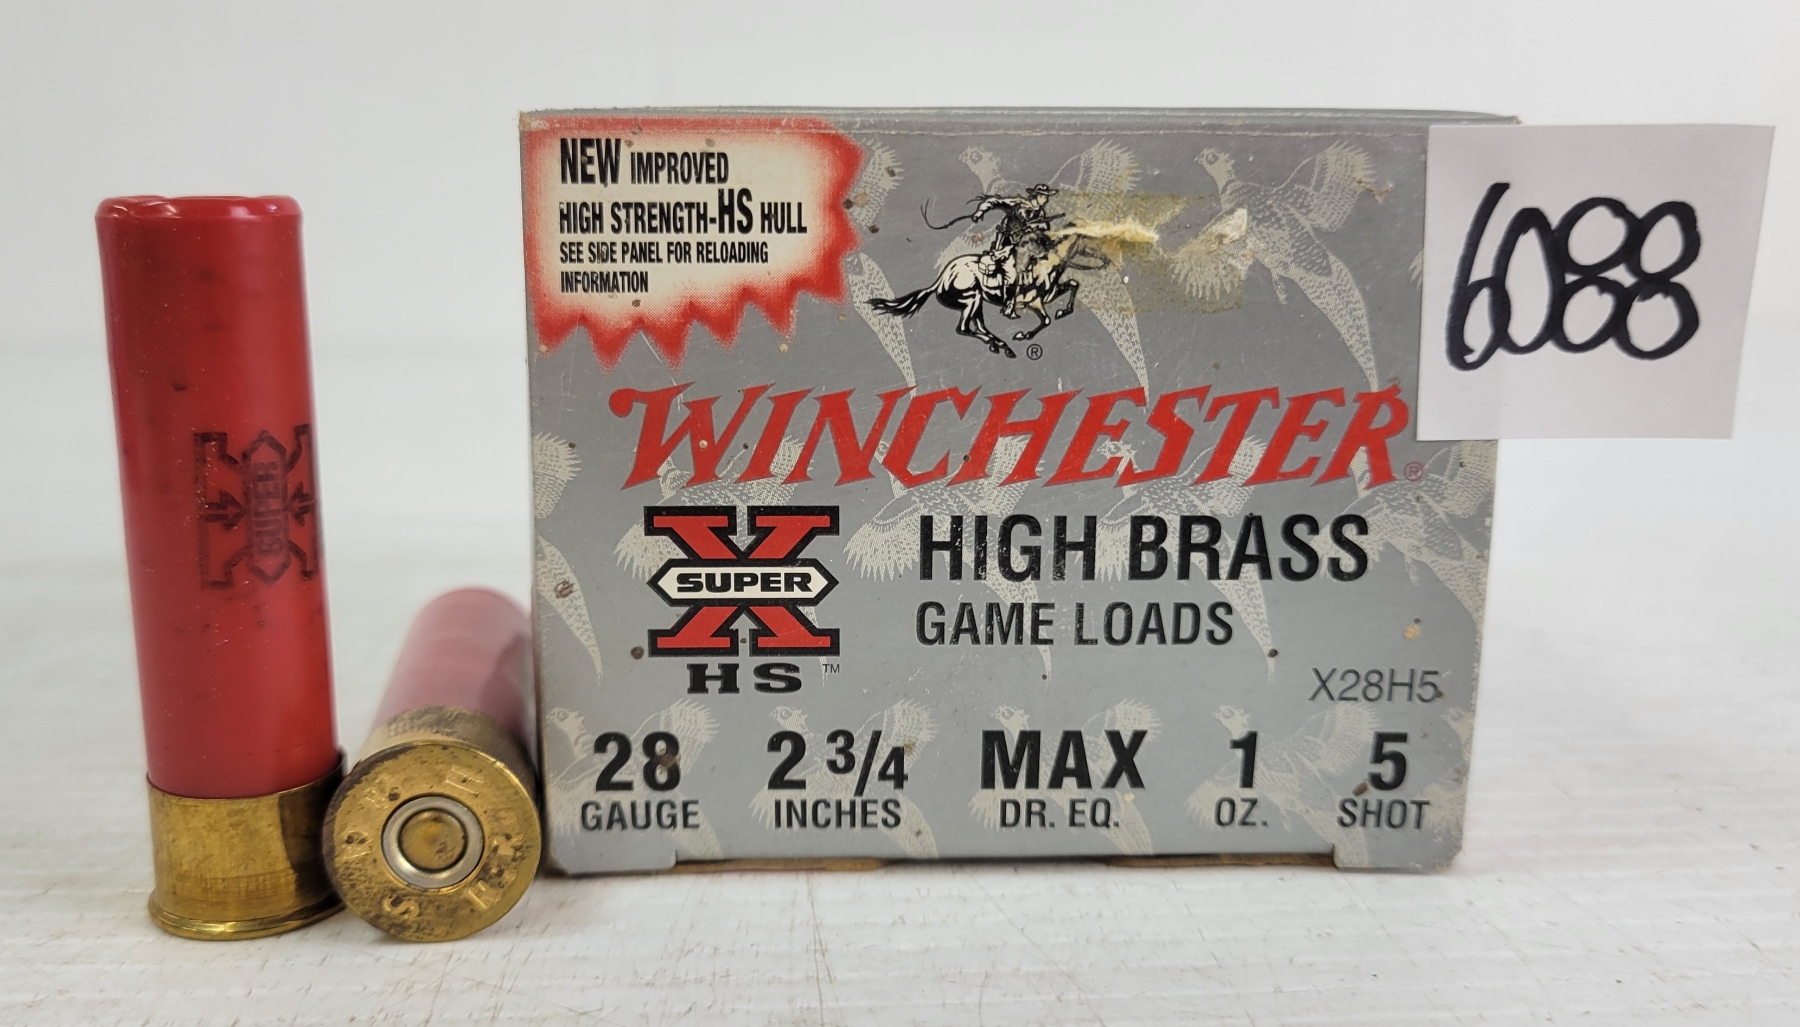 NEW IMPROVED
HIGH STRENGTH-HS HULL
SEE SIDE PANEL FOR RELOADING
INFORMATION
®
6088
WINCHESTER®
X
SUPER
HS™
HIGH BRASS
GAME LOADS
X28H5
28 2 3/4 MAX 1 5
GAUGE INCHES DR. EQ. OZ. SHOT
SUPER